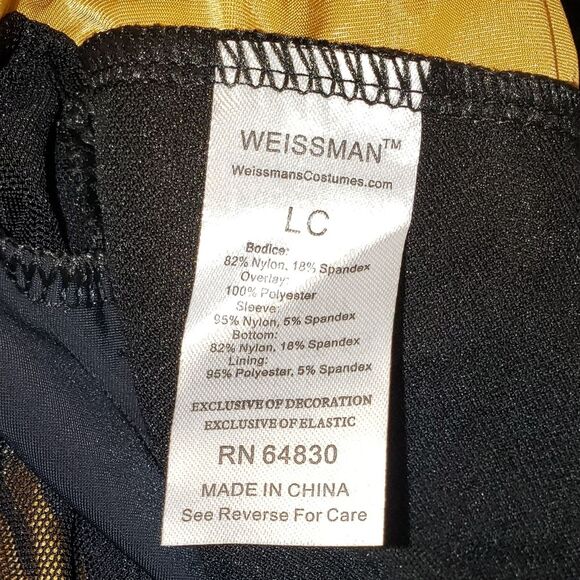 WEISSMAN™
WeissmansCostumes.com
LC
Bodice:
82% Nylon, 18% Spandex
Overlay:
100% Polyester
Sleeve:
95% Nylon, 5% Spandex
Bottom:
82% Nylon, 18% Spandex
Lining:
95% Polyester, 5% Spandex
EXCLUSIVE OF DECORATION
EXCLUSIVE OF ELASTIC
RN 64830
MADE IN CHINA
See Reverse For Care